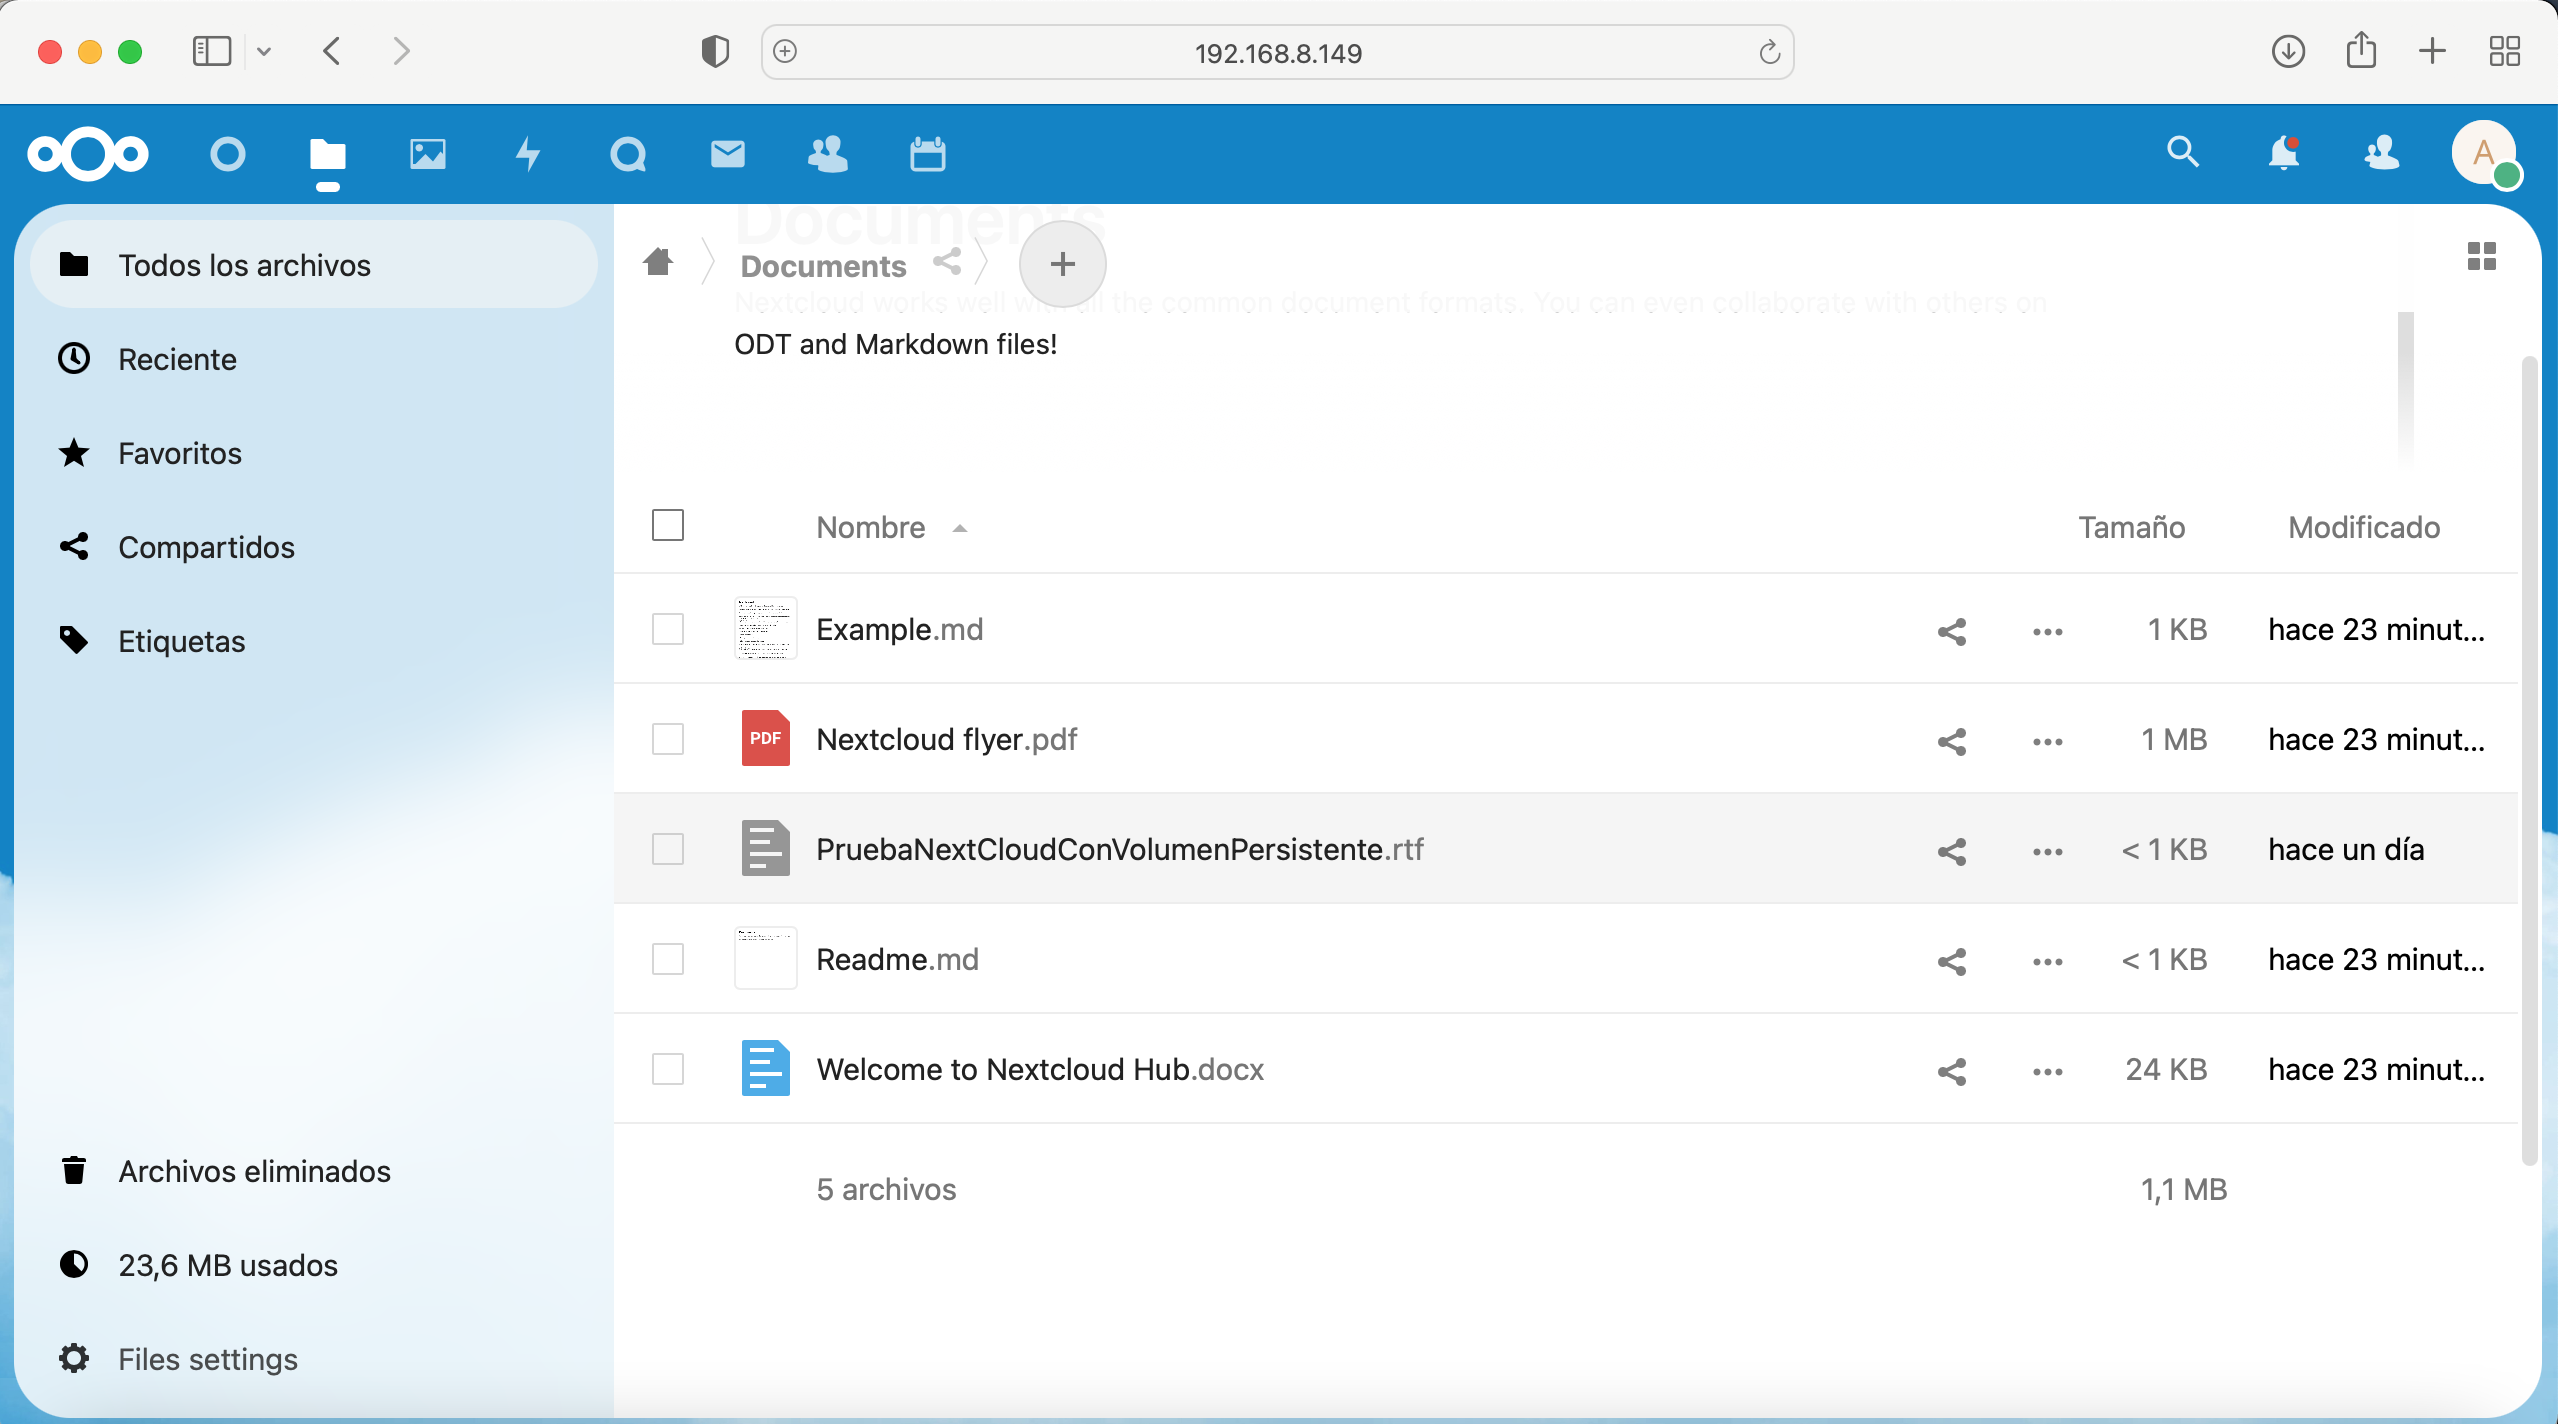 192.168.8.149
A
Todos los archivos
Reciente
Favoritos
Compartidos
Etiquetas
Archivos eliminados
23,6 MB usados
Files settings
Documents
Documents
Nextcloud works well with all the common document formats. You can even collaborate with others on
ODT and Markdown files!
Nombre Tamaño Modificado
Example.md 1 KB hace 23 minut...
PDF Nextcloud flyer.pdf 1 MB hace 23 minut...
PruebaNextCloudConVolumenPersistente.rtf < 1 KB hace un día
Readme.md < 1 KB hace 23 minut...
Welcome to Nextcloud Hub.docx 24 KB hace 23 minut...
5 archivos 1,1 MB